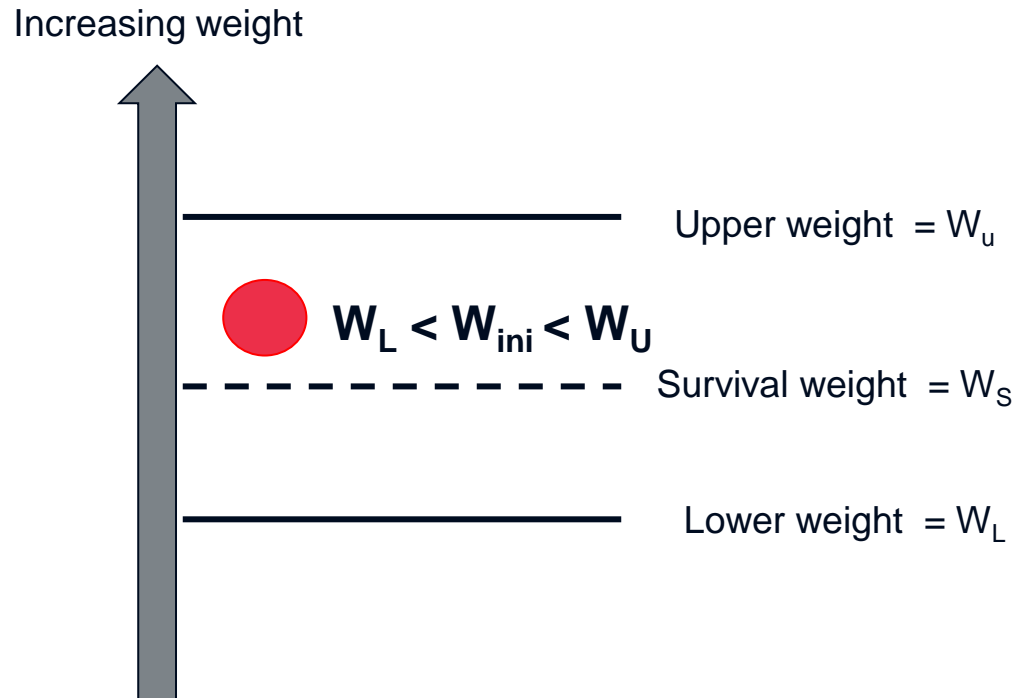 Increasing weight
Upper weight = Wu
WL < Wini < WU
Survival weight = WS
Lower weight = WL